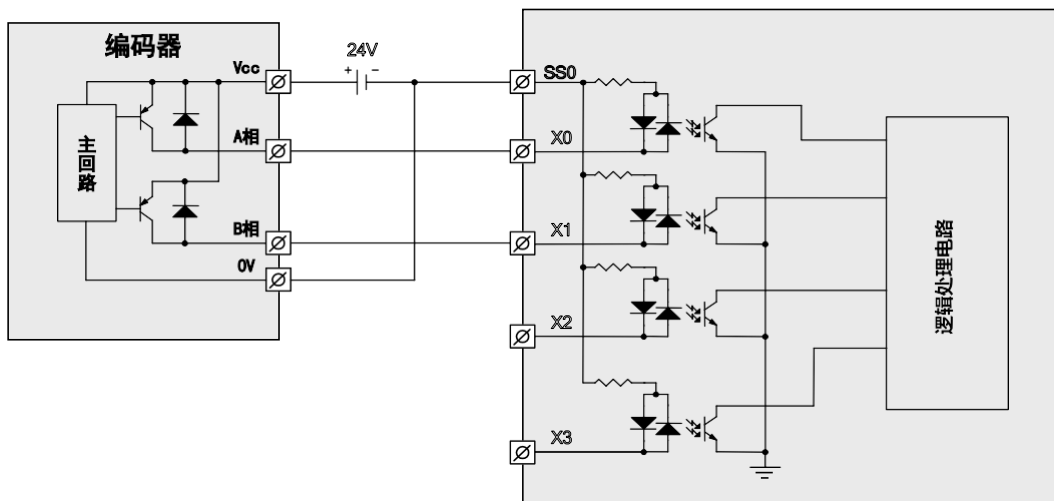 编码器
24V
+ −
Vcc
SS0
A相
X0
主回路
B相
X1
0V
X2
X3
逻辑处理电路